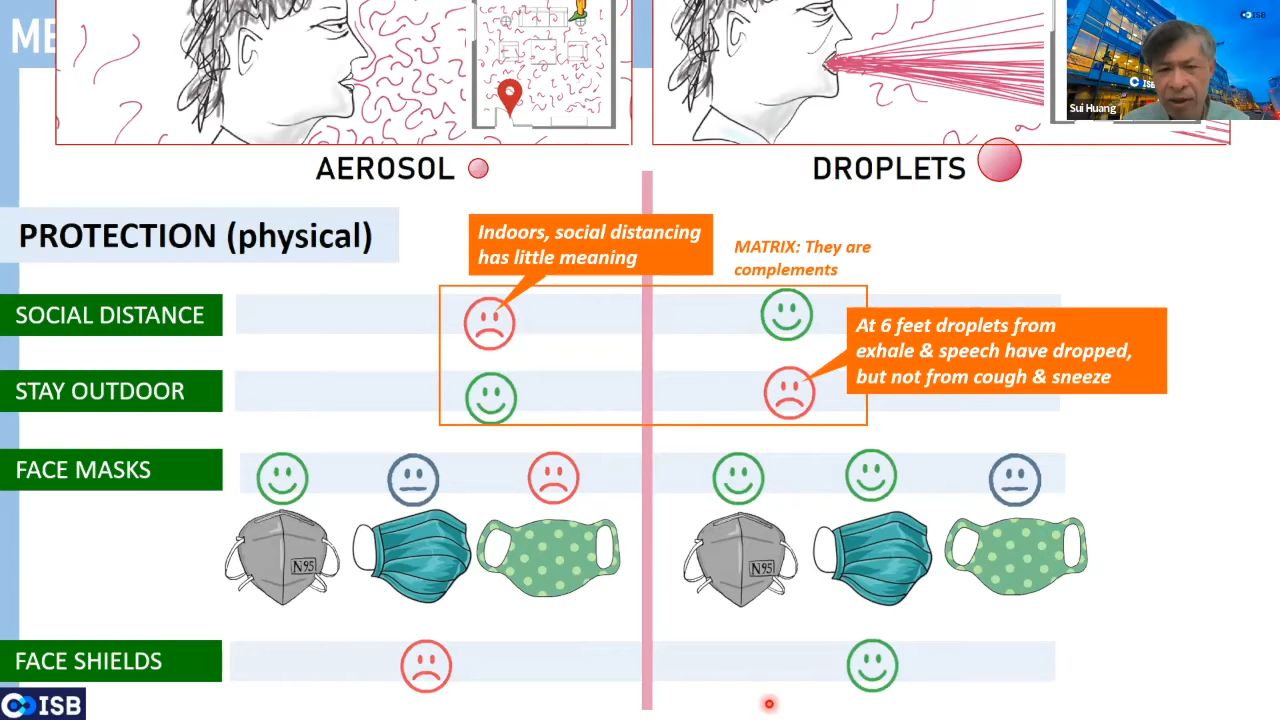 ME
ISB
ISB
Sui Huang
AEROSOL
DROPLETS
PROTECTION (physical)
Indoors, social distancing
has little meaning
MATRIX: They are
complements
SOCIAL DISTANCE
At 6 feet droplets from
exhale & speech have dropped,
but not from cough & sneeze
STAY OUTDOOR
FACE MASKS
N95
N95
FACE SHIELDS
ISB